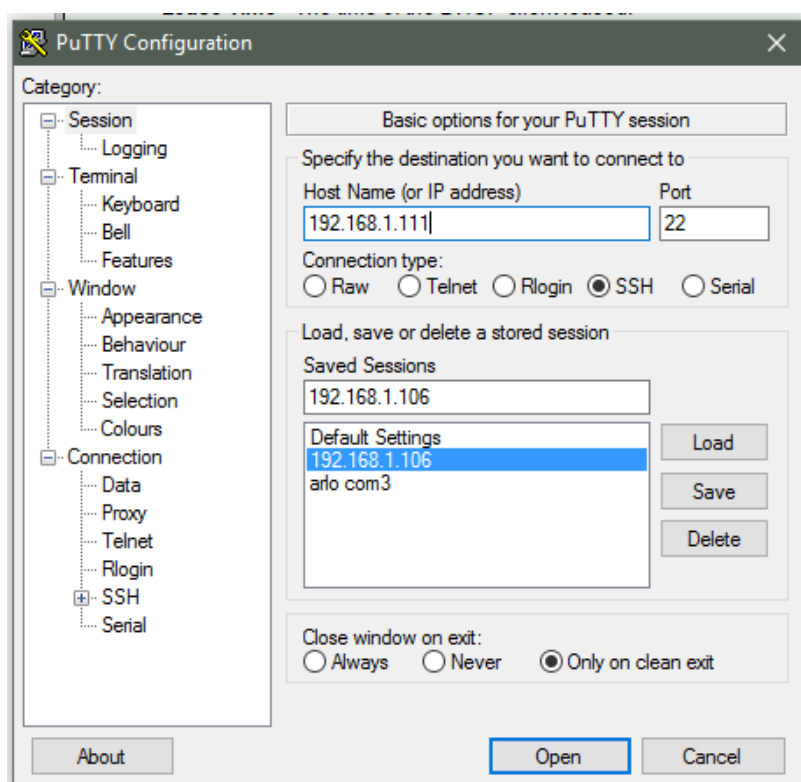 PuTTY Configuration
Category:
Session
Logging
Terminal
Keyboard
Bell
Features
Window
Appearance
Behaviour
Translation
Selection
Colours
Connection
Data
Proxy
Telnet
Rlogin
SSH
Serial
Basic options for your PuTTY session
Specify the destination you want to connect to
Host Name (or IP address) Port
192.168.1.111 22
Connection type:
Raw Telnet Rlogin SSH Serial
Load, save or delete a stored session
Saved Sessions
192.168.1.106
Default Settings
192.168.1.106
arlo com3
Load
Save
Delete
Close window on exit:
Always Never Only on clean exit
About Open Cancel